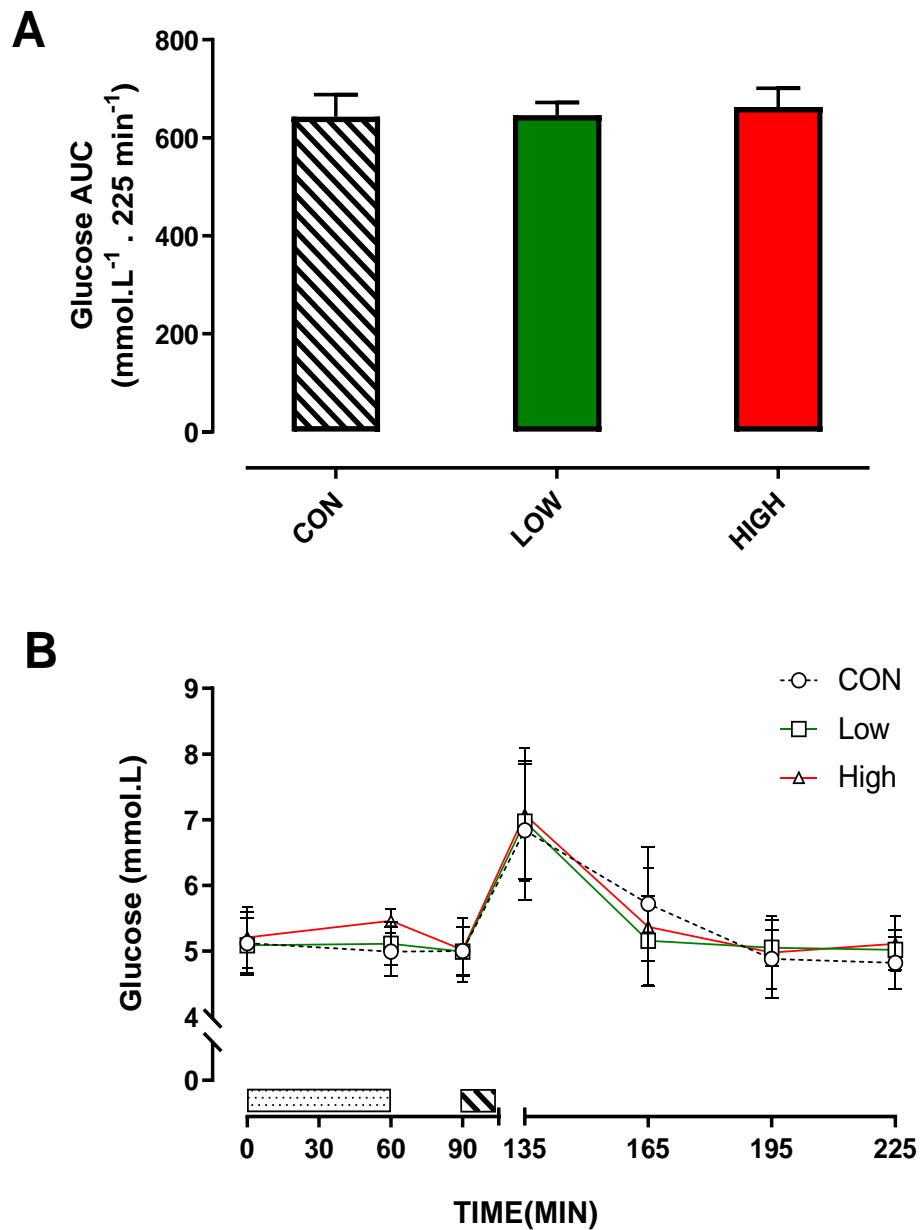 A
800
600
400
200
0
Glucose AUC
(mmol.L⁻¹ . 225 min⁻¹)
CON
LOW
HIGH
B
9
8
7
6
5
4
0
Glucose (mmol.L)
CON
Low
High
0 30 60 90 135 165 195 225
TIME(MIN)